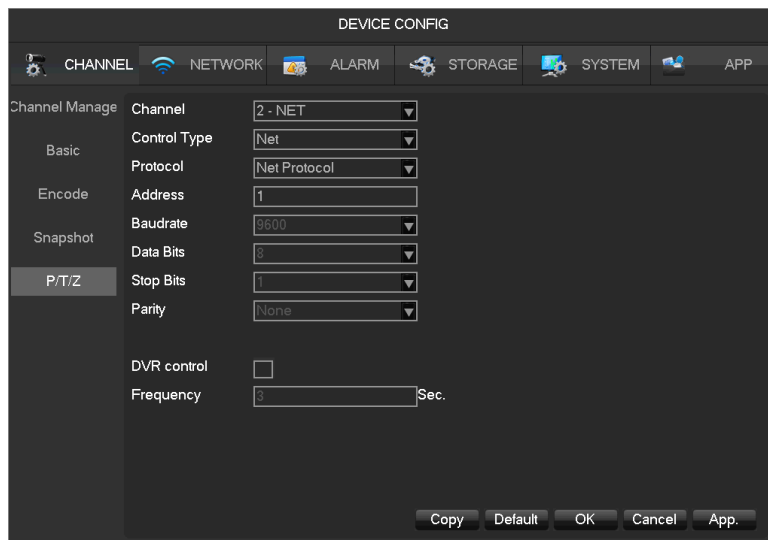 DEVICE CONFIG
CHANNEL NETWORK ALARM STORAGE SYSTEM APP
Channel Manage
Basic
Encode
Snapshot
P/T/Z
Channel 2 - NET
Control Type Net
Protocol Net Protocol
Address 1
Baudrate 9600
Data Bits 8
Stop Bits 1
Parity None
DVR control
Frequency 3 Sec.
Copy Default OK Cancel App.